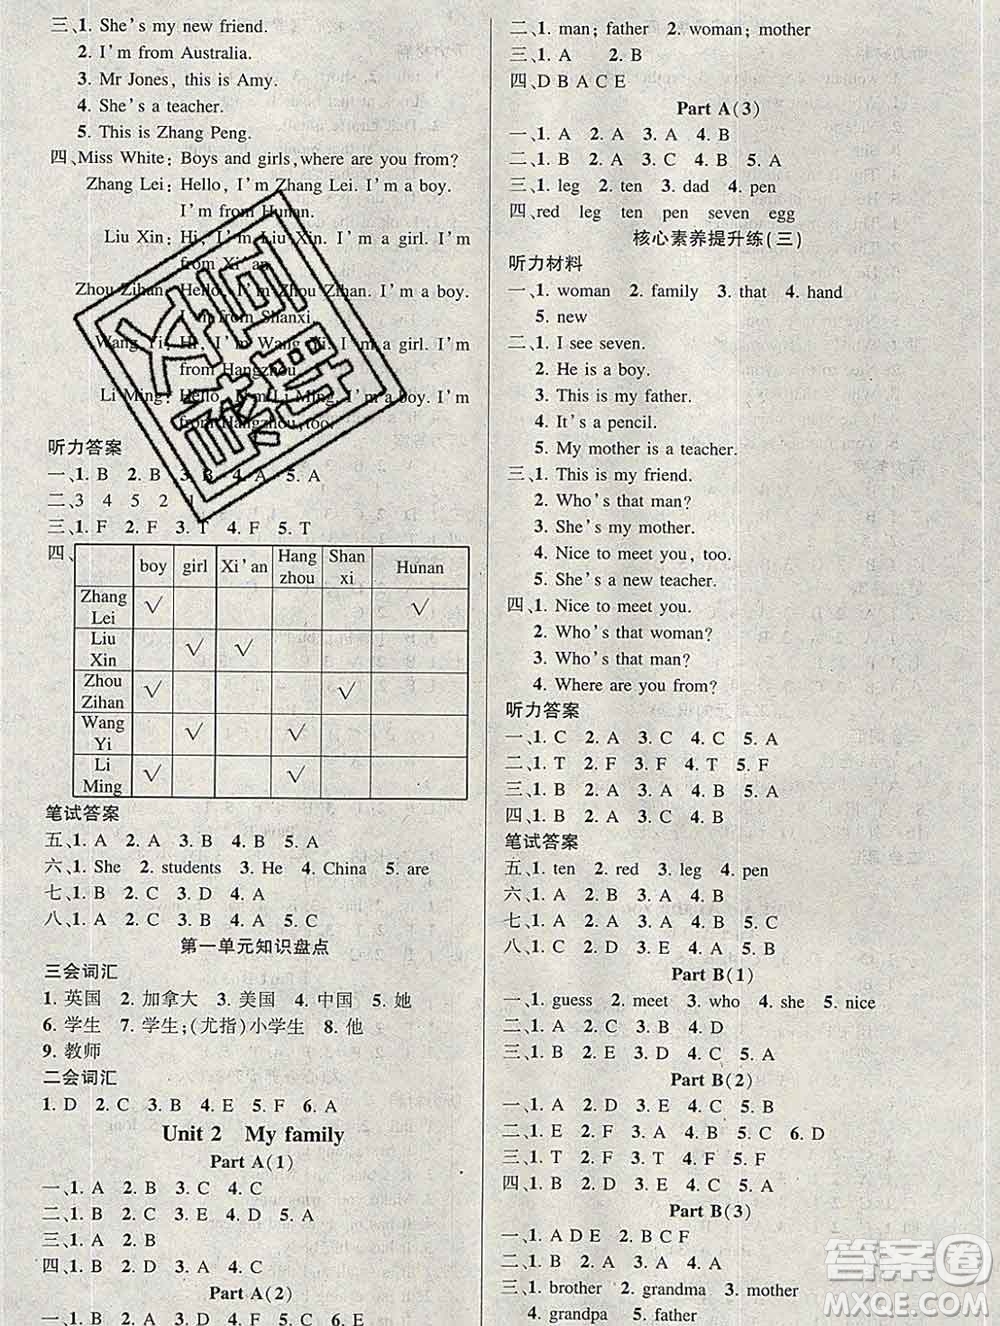 三、1. She's my new friend.
2. I'm from Australia.
3. Mr Jones, this is Amy.
4. She's a teacher.
5. This is Zhang Peng.
四、Miss White: Boys and girls, where are you from?
Zhang Lei: Hello, I'm Zhang Lei. I'm a boy.
I'm from Hunan.
Liu Xin: Hi, I'm Liu Xin. I'm a girl. I'm
from Xi'an.
Zhou Zihan: Hello, I'm Zhou Zihan. I'm a boy.
I'm from Shanxi.
Wang Yi: Hi, I'm Wang Yi. I'm a girl. I'm
from Hangzhou.
Li Ming: Hello, I'm Li Ming. I'm a boy. I'm
from Hangzhou, too.
听力答案
一、1. B 2. B 3. B 4. A 5. A
二、3 4 5 2 1
三、1. F 2. F 3. T 4. F 5. T
四、
boy girl Xi'an Hangzhou Shanxi Hunan
Zhang Lei √ √
Liu Xin √ √
Zhou Zihan √ √
Wang Yi √ √
Li Ming √ √
笔试答案
五、1. A 2. A 3. B 4. B 5. A
六、1. She 2. students 3. He 4. China 5. are
七、1. B 2. C 3. D 4. A
八、1. B 2. C 3. A 4. B 5. C
第一单元知识盘点
三会词汇
1. 英国 2. 加拿大 3. 美国 4. 中国 5. 她
6. 学生 7. 学生;(尤指)小学生 8. 他
9. 教师
二会词汇
1. D 2. C 3. E 4. B 5. F 6. A
Unit 2 My family
Part A(1)
一、1. A 2. B 3. C 4. C
二、1. B 2. C 3. D 4. A
三、1. A 2. B
四、1. D 2. B 3. A 4. C
Part A(2)
一、1. B 2. C 3. A 4. B 5. A
二、1. man; father 2. woman; mother
三、1. A 2. B
四、D B A C E
Part A(3)
一、1. A 2. A 3. A 4. B
二、1. B 2. A 3. C 4. B 5. A
三、1. leg 2. ten 3. dad 4. pen
四、red leg ten pen seven egg
核心素养提升练(三)
听力材料
一、1. woman 2. family 3. that 4. hand
5. new
二、1. I see seven.
2. He is a boy.
3. This is my father.
4. It's a pencil.
5. My mother is a teacher.
三、1. This is my friend.
2. Who's that man?
3. She's my mother.
4. Nice to meet you, too.
5. She's a new teacher.
四、1. Nice to meet you.
2. Who's that woman?
3. Who's that man?
4. Where are you from?
听力答案
一、1. C 2. A 3. C 4. C 5. A
二、1. T 2. F 3. F 4. F 5. T
三、1. C 2. A 3. B 4. A 5. B
四、1. B 2. A 3. C 4. B
笔试答案
五、1. ten 2. red 3. leg 4. pen
六、1. A 2. B 3. A 4. A 5. B
七、1. A 2. B 3. C 4. B 5. A
八、1. C 2. B 3. A 4. B 5. C
Part B(1)
一、1. guess 2. meet 3. who 4. she 5. nice
二、1. A 2. C 3. B 4. D
三、1. C 2. B 3. A 4. C 5. A
Part B(2)
一、1. B 2. B 3. A 4. C 5. A
二、1. E 2. F 3. B 4. A 5. C 6. D
三、1. T 2. F 3. T 4. F
四、1. D 2. B 3. A 4. C
Part B(3)
一、1. A D E 2. B C F
二、1. A 2. C 3. B 4. C
三、1. brother 2. grandma 3. mother
4. grandpa 5. father
答案圈
MXQE.COM